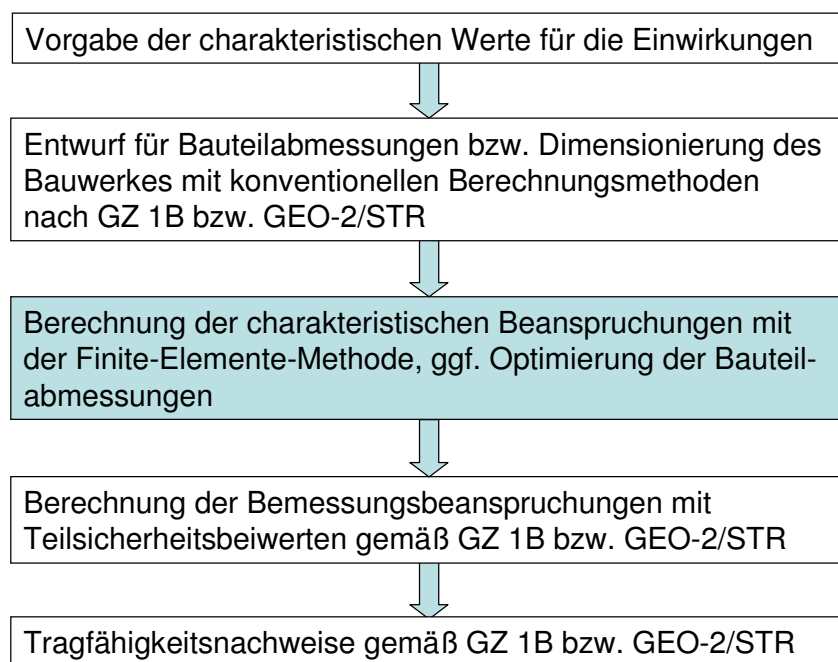 Vorgabe der charakteristischen Werte für die Einwirkungen
Entwurf für Bauteilabmessungen bzw. Dimensionierung des
Bauwerkes mit konventionellen Berechnungsmethoden
nach GZ 1B bzw. GEO-2/STR
Berechnung der charakteristischen Beanspruchungen mit
der Finite-Elemente-Methode, ggf. Optimierung der Bauteil-
abmessungen
Berechnung der Bemessungsbeanspruchungen mit
Teilsicherheitsbeiwerten gemäß GZ 1B bzw. GEO-2/STR
Tragfähigkeitsnachweise gemäß GZ 1B bzw. GEO-2/STR